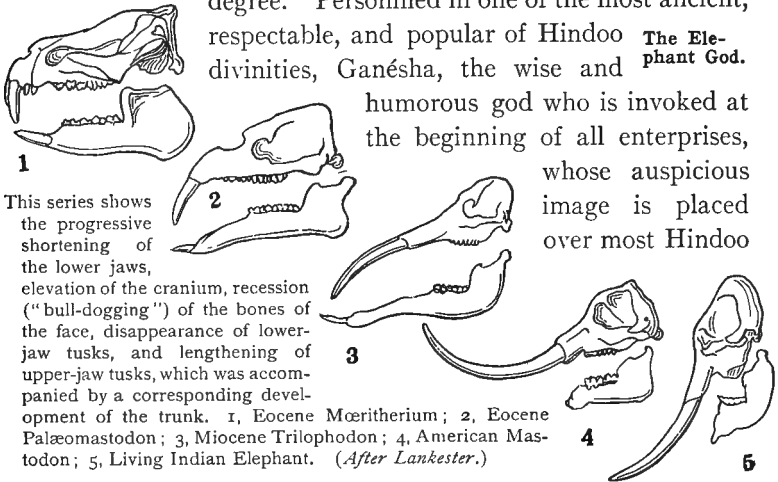 degree. Personified in one of the most ancient,
respectable, and popular of Hindoo
divinities, Ganésha, the wise and
The Ele-
phant God.
humorous god who is invoked at
the beginning of all enterprises,
whose auspicious
image is placed
over most Hindoo
1
2
3
4
5
This series shows
the progressive
shortening of
the lower jaws,
elevation of the cranium, recession
("bull-dogging") of the bones of
the face, disappearance of lower-
jaw tusks, and lengthening of
upper-jaw tusks, which was accom-
panied by a corresponding devel-
opment of the trunk. 1, Eocene Mœritherium; 2, Eocene
Palæomastodon; 3, Miocene Trilophodon; 4, American Mas-
todon; 5, Living Indian Elephant. (After Lankester.)